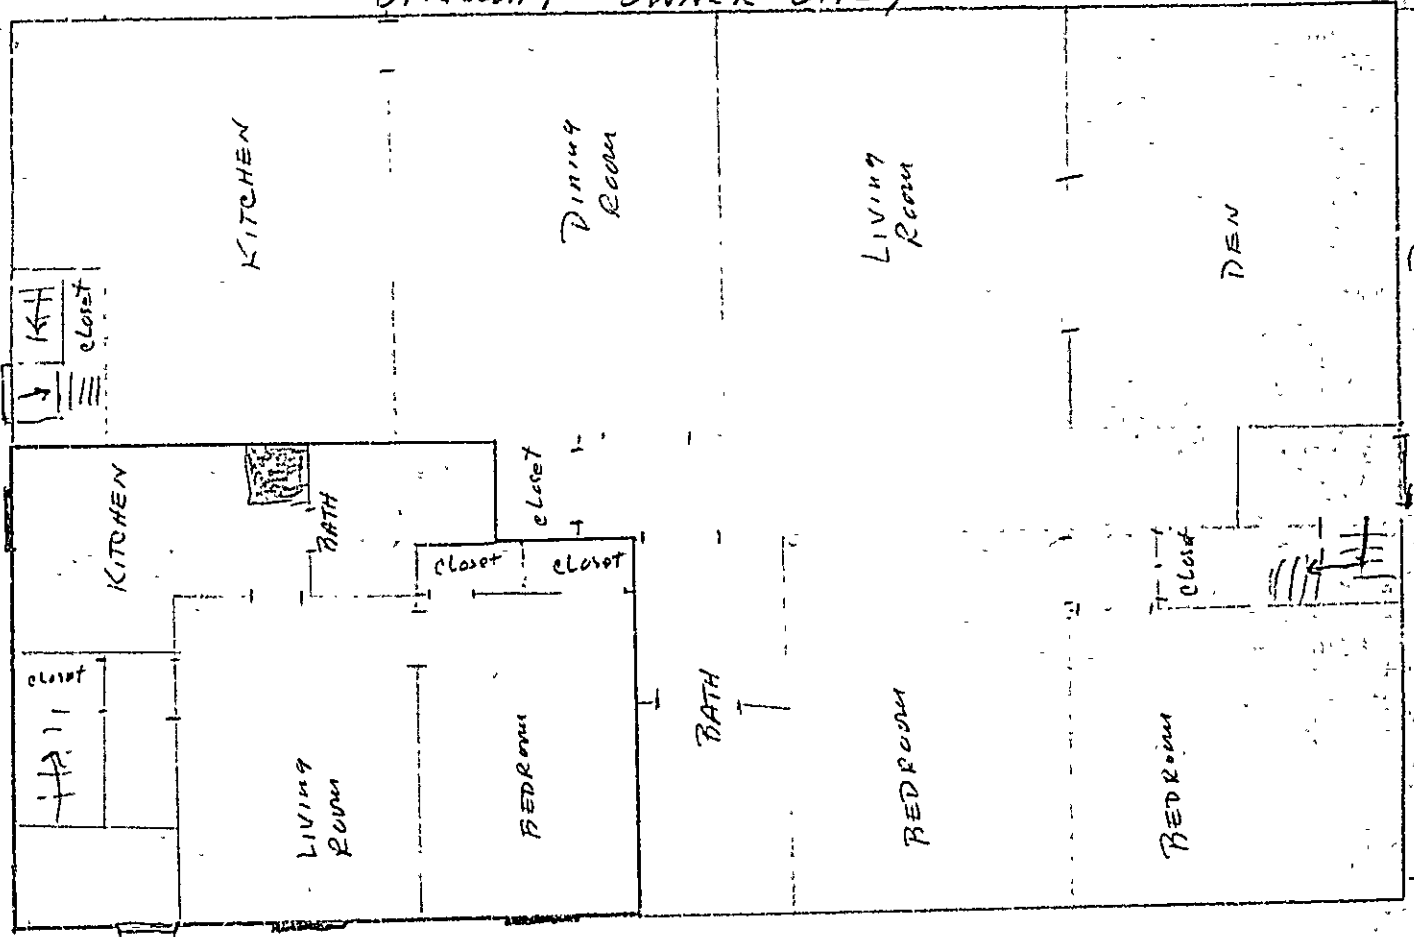 OWNER
KITCHEN
Dining
Room
Living
Room
DEN
closet
KITCHEN
BATH
closet
closet
closet
closet
closet
Living
Room
BEDRoom
BATH
BEDRoom
BEDRoom